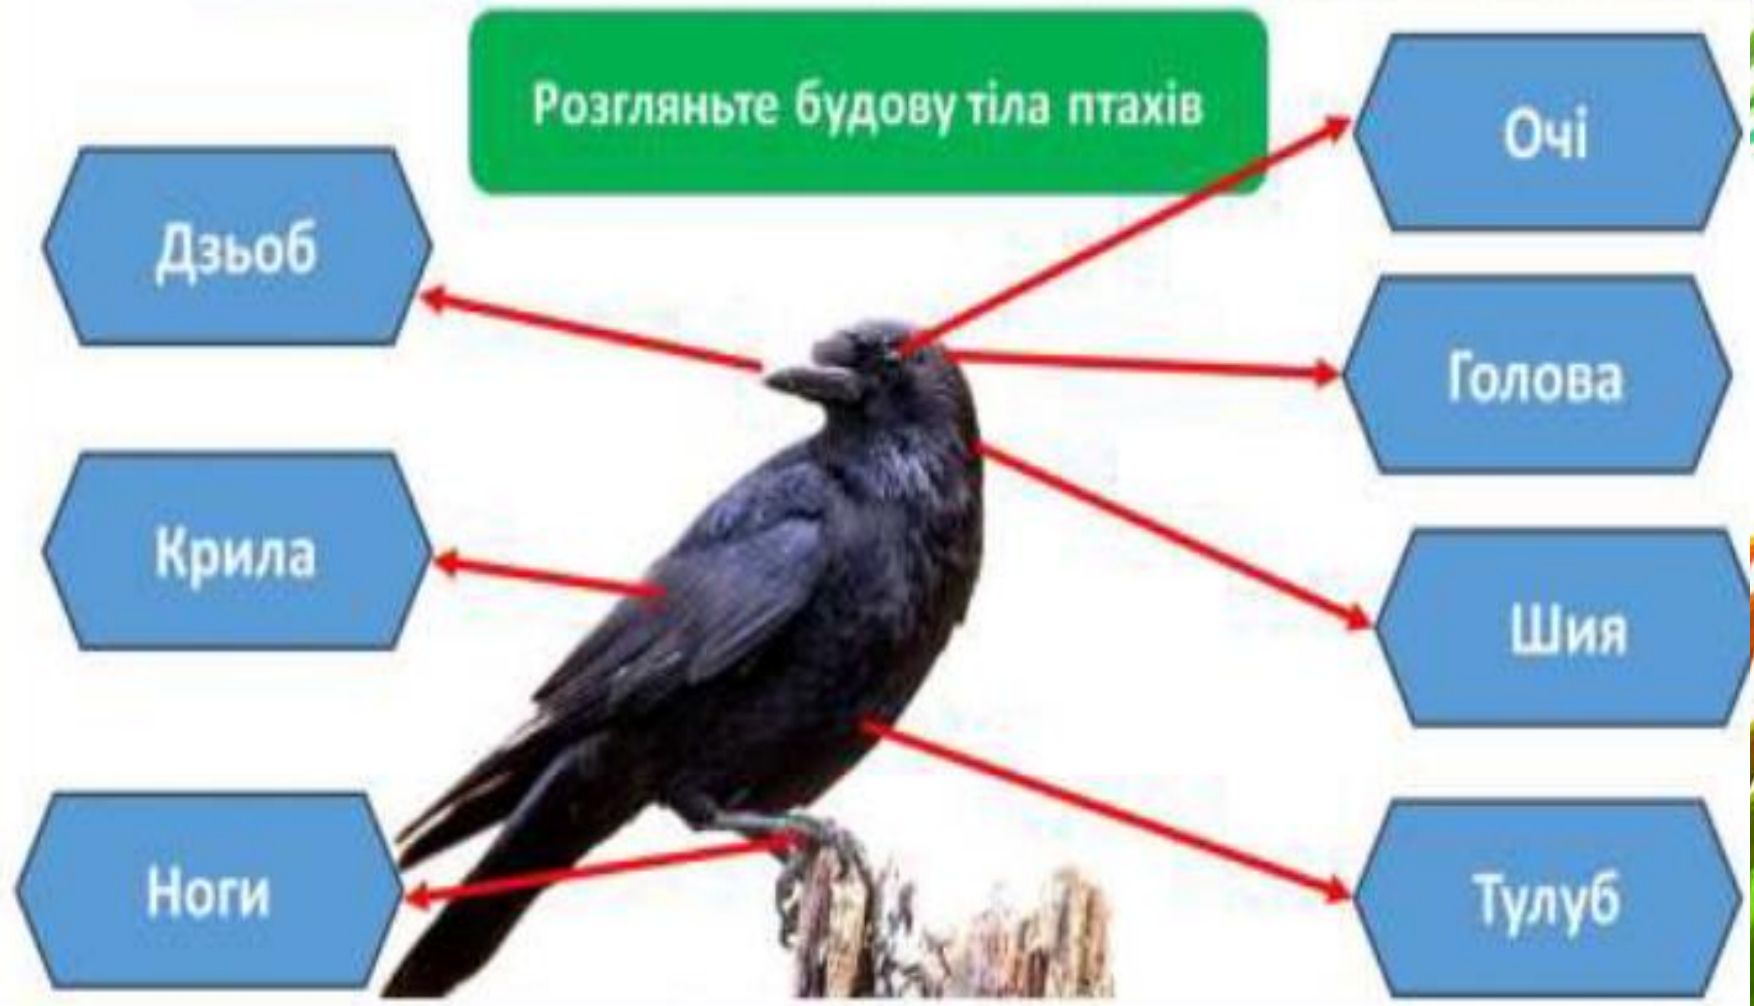 Розгляньте будову тіла птахів
Очі
Дзьоб
Голова
Крила
Шия
Ноги
Тулуб